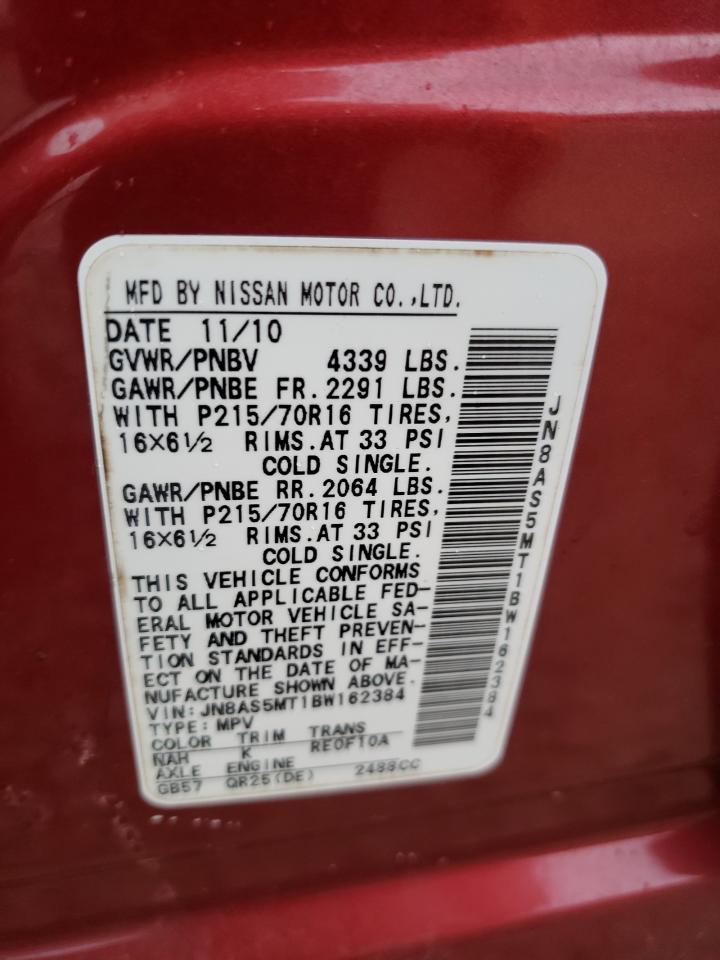 MFD BY NISSAN MOTOR CO.,LTD.
DATE 11/10
GVWR/PNBV 4339 LBS.
GAWR/PNBE FR.2291 LBS.
WITH P215/70R16 TIRES,
16X6½ RIMS.AT 33 PSI
COLD SINGLE.
GAWR/PNBE RR.2064 LBS.
WITH P215/70R16 TIRES,
16X6½ RIMS.AT 33 PSI
COLD SINGLE.
THIS VEHICLE CONFORMS
TO ALL APPLICABLE FED-
ERAL MOTOR VEHICLE SA-
FETY AND THEFT PREVEN-
TION STANDARDS IN EFF-
ECT ON THE DATE OF MA-
NUFACTURE SHOWN ABOVE.
VIN: JN8AS5MT1BW162384
TYPE: MPV
COLOR TRIM TRANS
NAH K RE0F10A
AXLE ENGINE
GB57 QR25(DE) 2488CC
JN8AS5MT1BW162384